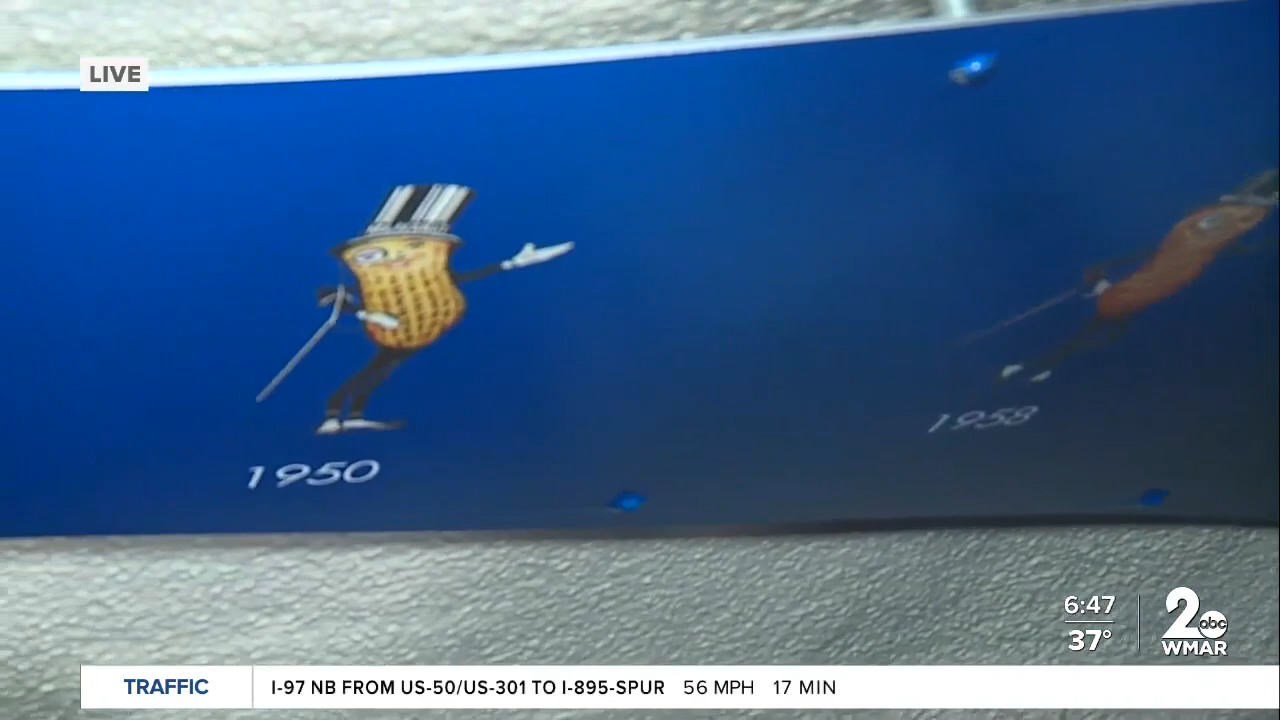 LIVE
1950
1958
6:47
37°
2 abc
WMAR
TRAFFIC I-97 NB FROM US-50/US-301 TO I-895-SPUR 56 MPH 17 MIN